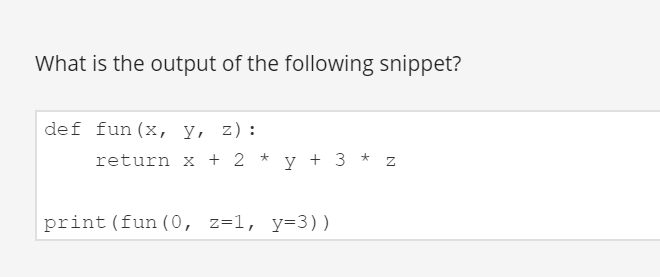 What is the output of the following snippet?
def fun(x, y, z):
    return x + 2 * y + 3 * z
print(fun(0, z=1, y=3))